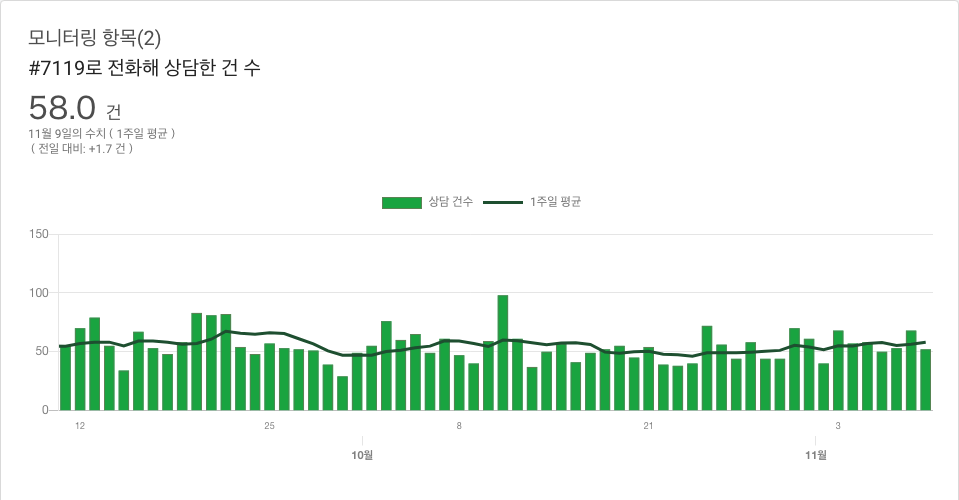 모니터링 항목(2)
#7119로 전화해 상담한 건 수
58.0 건
11월 9일의 수치 ( 1주일 평균 )
( 전일 대비: +1.7 건 )
상담 건수 1주일 평균
150
100
50
0
12 25 8 21 3
10월 11월